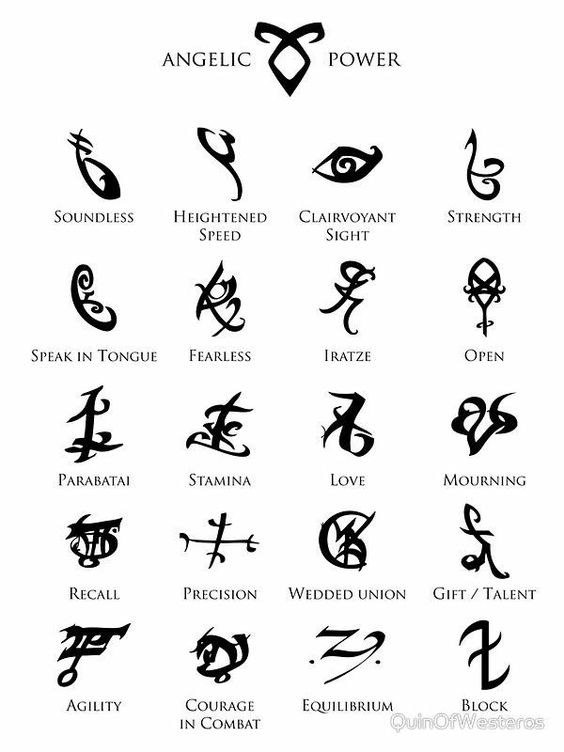 ANGELIC POWER
SOUNDLESS
HEIGHTENED
SPEED
CLAIRVOYANT
SIGHT
STRENGTH
SPEAK IN TONGUE
FEARLESS
IRATZE
OPEN
PARABATAI
STAMINA
LOVE
MOURNING
RECALL
PRECISION
WEDDED UNION
GIFT / TALENT
AGILITY
COURAGE
IN COMBAT
EQUILIBRIUM
BLOCK
QuinOfWesteros